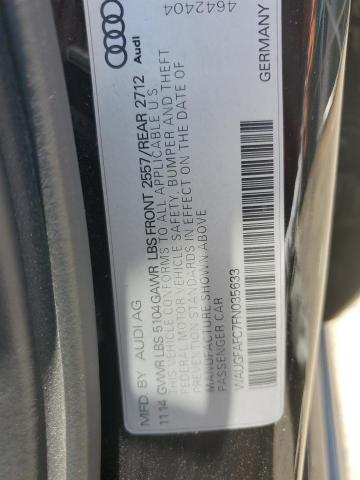 MFD. BY AUDI AG
11 14 GVWR LBS 5104 GAWR LBS FRONT 2557/REAR 2712
THIS VEHICLE CONFORMS TO ALL APPLICABLE U.S.
FEDERAL MOTOR VEHICLE SAFETY, BUMPER AND THEFT
PREVENTION STANDARDS IN EFFECT ON THE DATE OF
MANUFACTURE SHOWN ABOVE
PASSENGER CAR
Audi
WAUGFAFC7FN035633
4642404
GERMANY